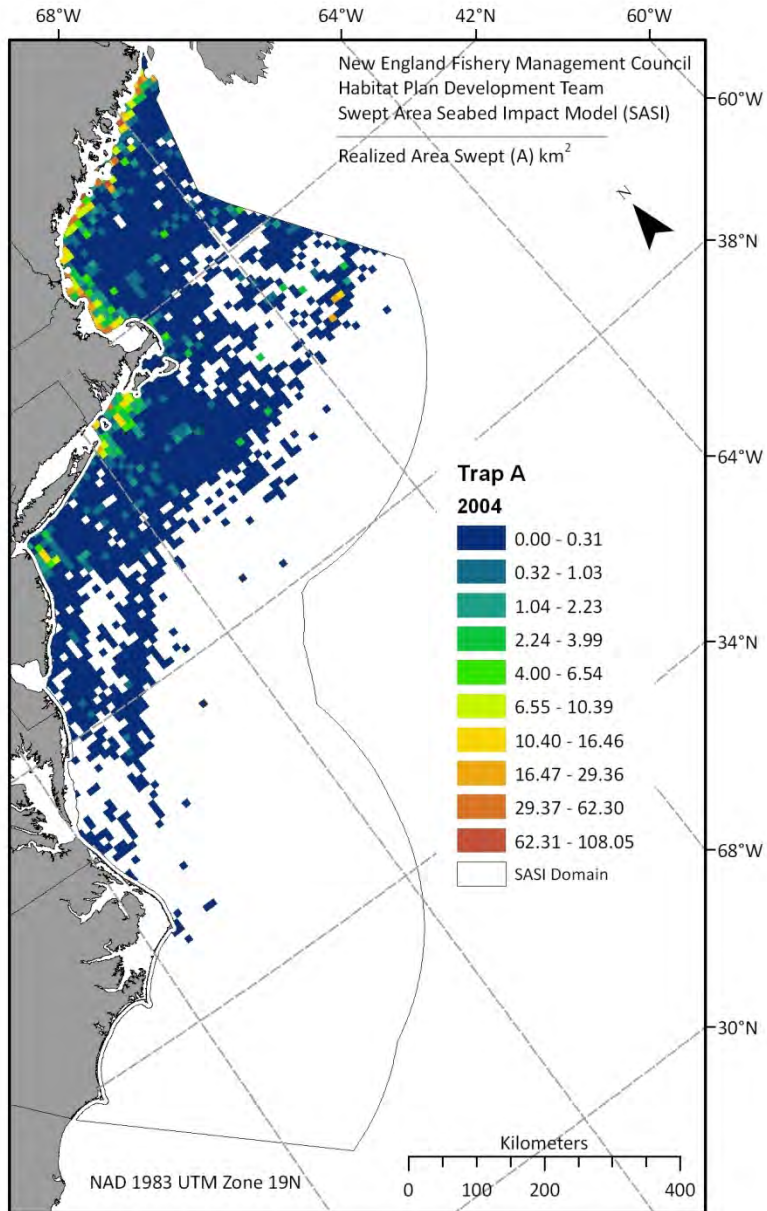 68°W 64°W 42°N 60°W
New England Fishery Management Council
Habitat Plan Development Team
Swept Area Seabed Impact Model (SASI)
Realized Area Swept (A) km²
N
60°W
38°N
64°W
34°N
68°W
30°N
Trap A
2004
0.00 - 0.31
0.32 - 1.03
1.04 - 2.23
2.24 - 3.99
4.00 - 6.54
6.55 - 10.39
10.40 - 16.46
16.47 - 29.36
29.37 - 62.30
62.31 - 108.05
SASI Domain
Kilometers
0 100 200 400
NAD 1983 UTM Zone 19N